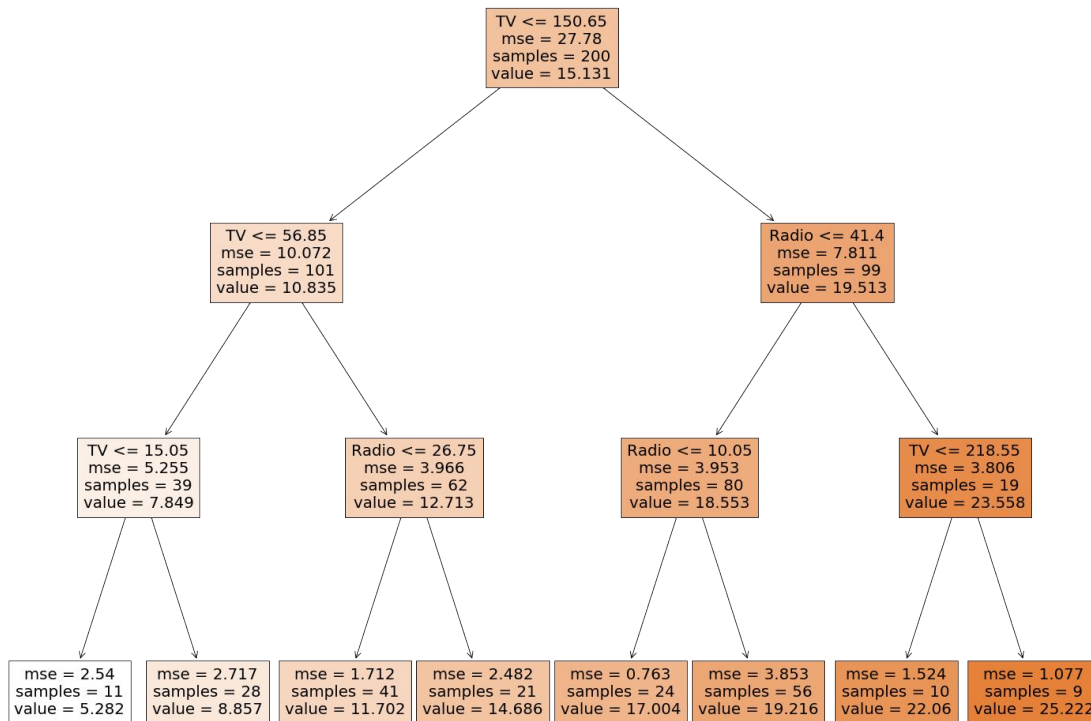 TV <= 150.65
mse = 27.78
samples = 200
value = 15.131
TV <= 56.85
mse = 10.072
samples = 101
value = 10.835
Radio <= 41.4
mse = 7.811
samples = 99
value = 19.513
TV <= 15.05
mse = 5.255
samples = 39
value = 7.849
Radio <= 26.75
mse = 3.966
samples = 62
value = 12.713
Radio <= 10.05
mse = 3.953
samples = 80
value = 18.553
TV <= 218.55
mse = 3.806
samples = 19
value = 23.558
mse = 2.54
samples = 11
value = 5.282
mse = 2.717
samples = 28
value = 8.857
mse = 1.712
samples = 41
value = 11.702
mse = 2.482
samples = 21
value = 14.686
mse = 0.763
samples = 24
value = 17.004
mse = 3.853
samples = 56
value = 19.216
mse = 1.524
samples = 10
value = 22.06
mse = 1.077
samples = 9
value = 25.222